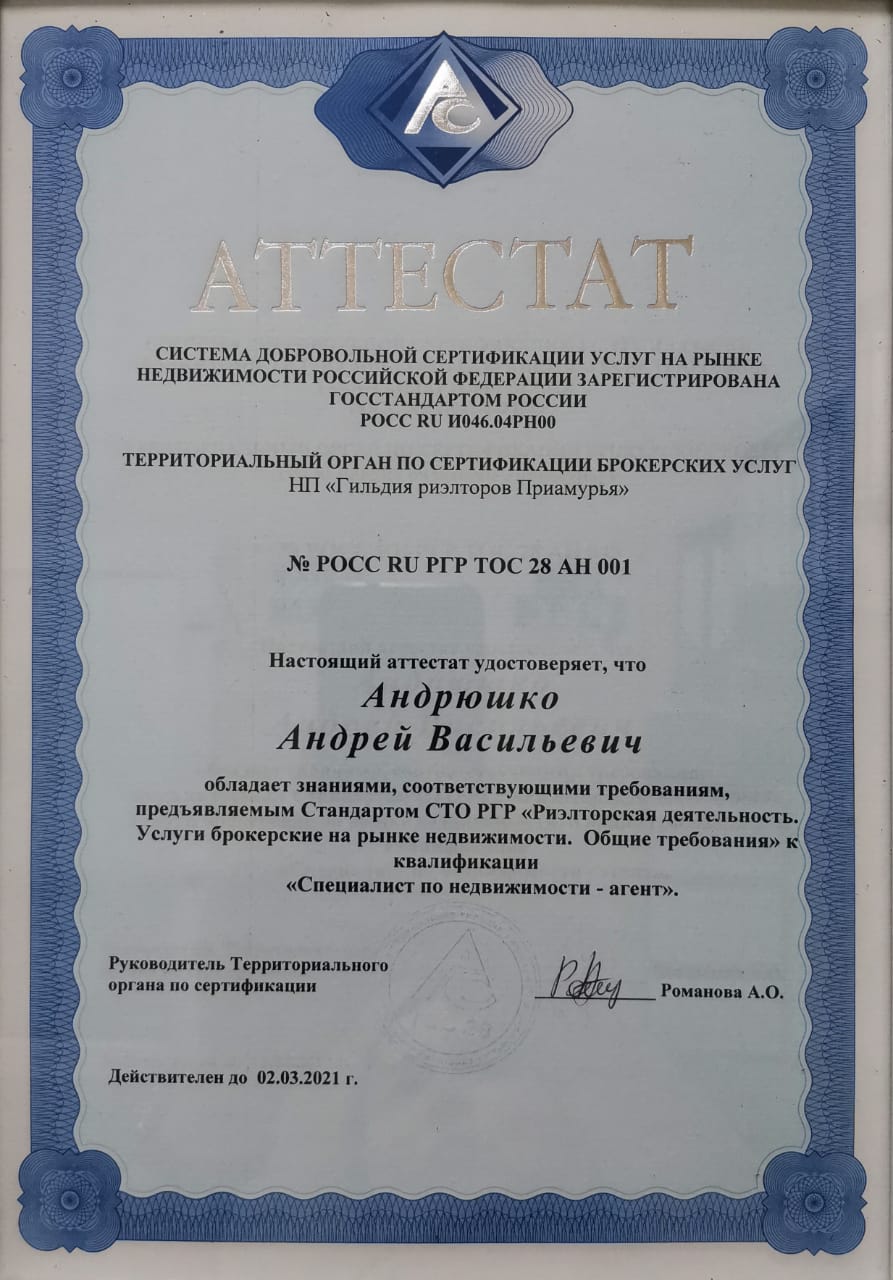 АС
АТТЕСТАТ
СИСТЕМА ДОБРОВОЛЬНОЙ СЕРТИФИКАЦИИ УСЛУГ НА РЫНКЕ
НЕДВИЖИМОСТИ РОССИЙСКОЙ ФЕДЕРАЦИИ ЗАРЕГИСТРИРОВАНА
ГОССТАНДАРТОМ РОССИИ
РОСС RU И046.04РН00
ТЕРРИТОРИАЛЬНЫЙ ОРГАН ПО СЕРТИФИКАЦИИ БРОКЕРСКИХ УСЛУГ
НП «Гильдия риэлторов Приамурья»
№ РОСС RU РГР ТОС 28 АН 001
Настоящий аттестат удостоверяет, что
Андрюшко
Андрей Васильевич
обладает знаниями, соответствующими требованиям,
предъявляемым Стандартом СТО РГР «Риэлторская деятельность.
Услуги брокерские на рынке недвижимости. Общие требования» к
квалификации
«Специалист по недвижимости - агент».
Руководитель Территориального
органа по сертификации
Романова А.О.
Действителен до 02.03.2021 г.